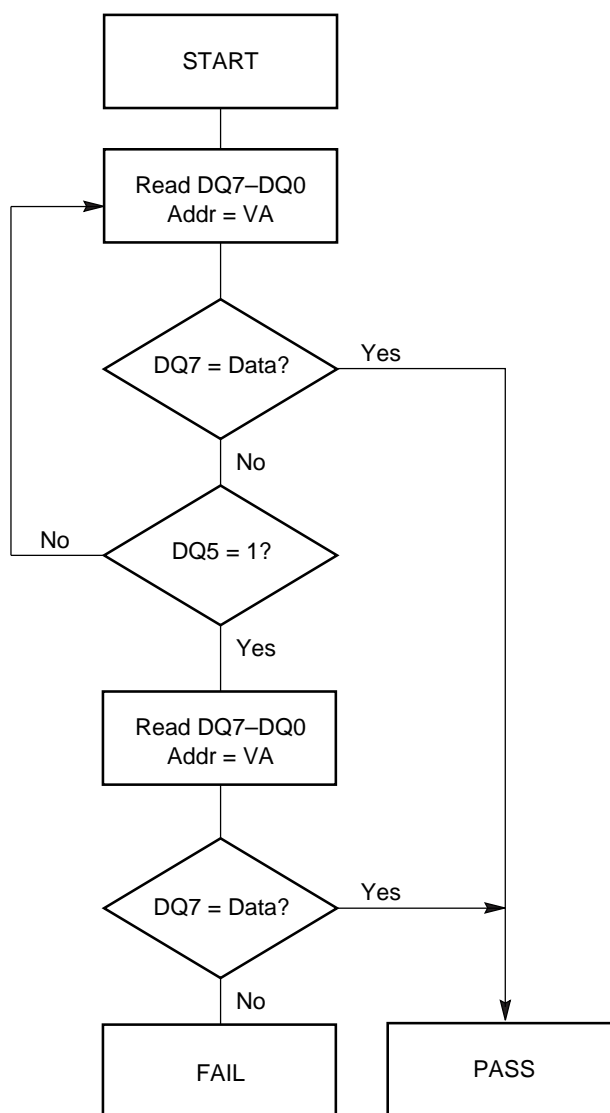 START
Read DQ7–DQ0
Addr = VA
DQ7 = Data?
Yes
No
No
DQ5 = 1?
Yes
Read DQ7–DQ0
Addr = VA
DQ7 = Data?
Yes
No
FAIL
PASS